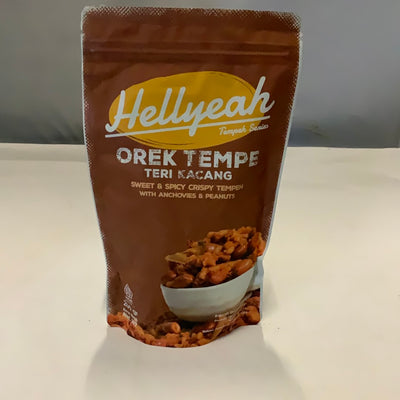 Hellyeah
Tempeh Series
OREK TEMPE
TERI KACANG
SWEET & SPICY CRISPY TEMPEH
WITH ANCHOVIES & PEANUTS